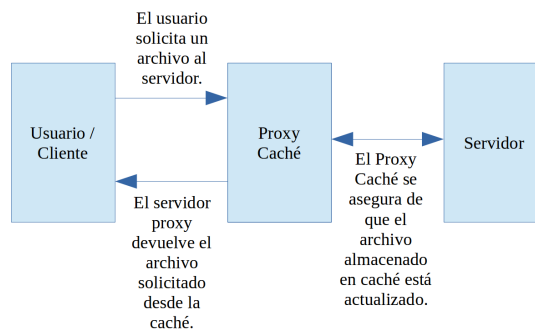 El usuario
solicita un
archivo al
servidor.
Usuario /
Cliente
Proxy
Caché
Servidor
El servidor
proxy
devuelve el
archivo
solicitado
desde la
caché.
El Proxy
Caché se
asegura de
que el
archivo
almacenado
en caché está
actualizado.